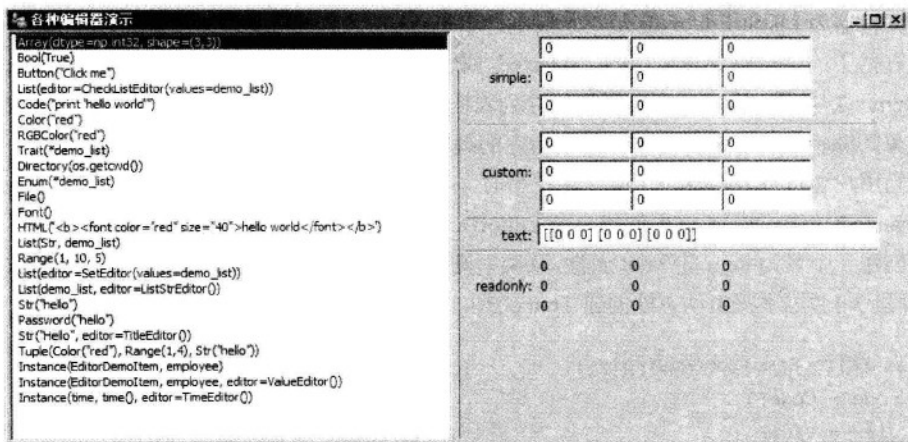 各种编辑器演示
Array(dtype=np.int32, shape=(3,3))
Bool(True)
Button("Click me")
List(editor=CheckListEditor(values=demo_list))
Code("print 'hello world'")
Color("red")
RGBColor("red")
Trait(*demo_list)
Directory(os.getcwd())
Enum(*demo_list)
File()
Font()
HTML('<b><font color="red" size="40">hello world</font></b>')
List(Str, demo_list)
Range(1, 10, 5)
List(editor=SetEditor(values=demo_list))
List(demo_list, editor=ListStrEditor())
Str("hello")
Password("hello")
Str("Hello", editor=TitleEditor())
Tuple(Color("red"), Range(1,4), Str("hello"))
Instance(EditorDemoItem, employee)
Instance(EditorDemoItem, employee, editor=ValueEditor())
Instance(time, time(), editor=TimeEditor())
0 0 0
simple: 0 0 0
0 0 0
0 0 0
custom: 0 0 0
0 0 0
text: [[0 0 0] [0 0 0] [0 0 0]]
0 0 0
readonly: 0 0 0
0 0 0